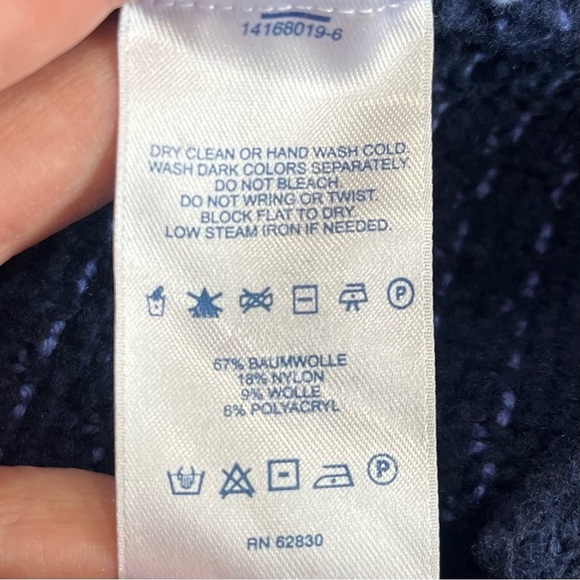 14168019-6
DRY CLEAN OR HAND WASH COLD.
WASH DARK COLORS SEPARATELY.
DO NOT BLEACH.
DO NOT WRING OR TWIST.
BLOCK FLAT TO DRY.
LOW STEAM IRON IF NEEDED.
P
67% BAUMWOLLE
18% NYLON
9% WOLLE
6% POLYACRYL
P
RN 62830